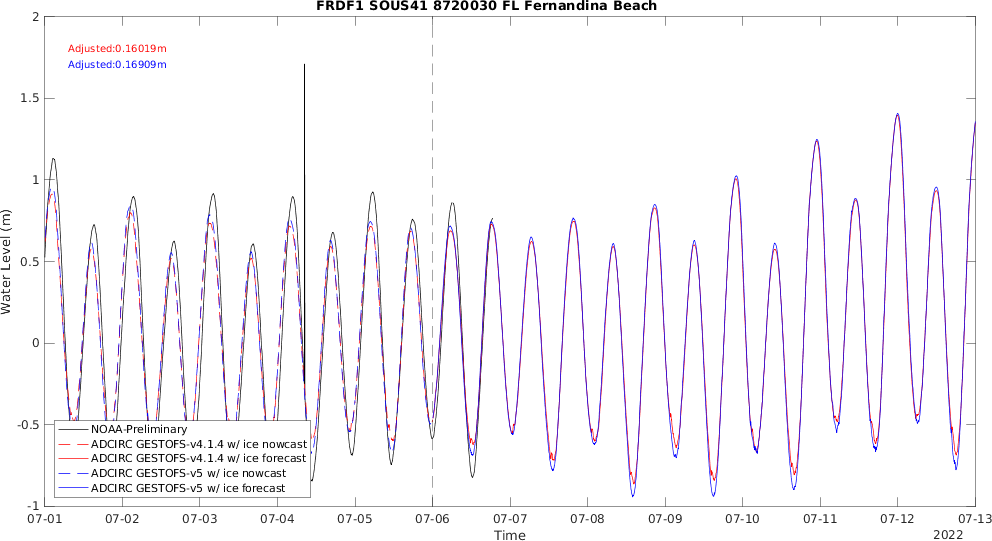 FRDF1 SOUS41 8720030 FL Fernandina Beach
Adjusted:0.16019m
Adjusted:0.16909m
Water Level (m)
2
1.5
1
0.5
0
-0.5
-1
NOAA-Preliminary
ADCIRC GESTOFS-v4.1.4 w/ ice nowcast
ADCIRC GESTOFS-v4.1.4 w/ ice forecast
ADCIRC GESTOFS-v5 w/ ice nowcast
ADCIRC GESTOFS-v5 w/ ice forecast
07-01 07-02 07-03 07-04 07-05 07-06 07-07 07-08 07-09 07-10 07-11 07-12 07-13
Time
2022